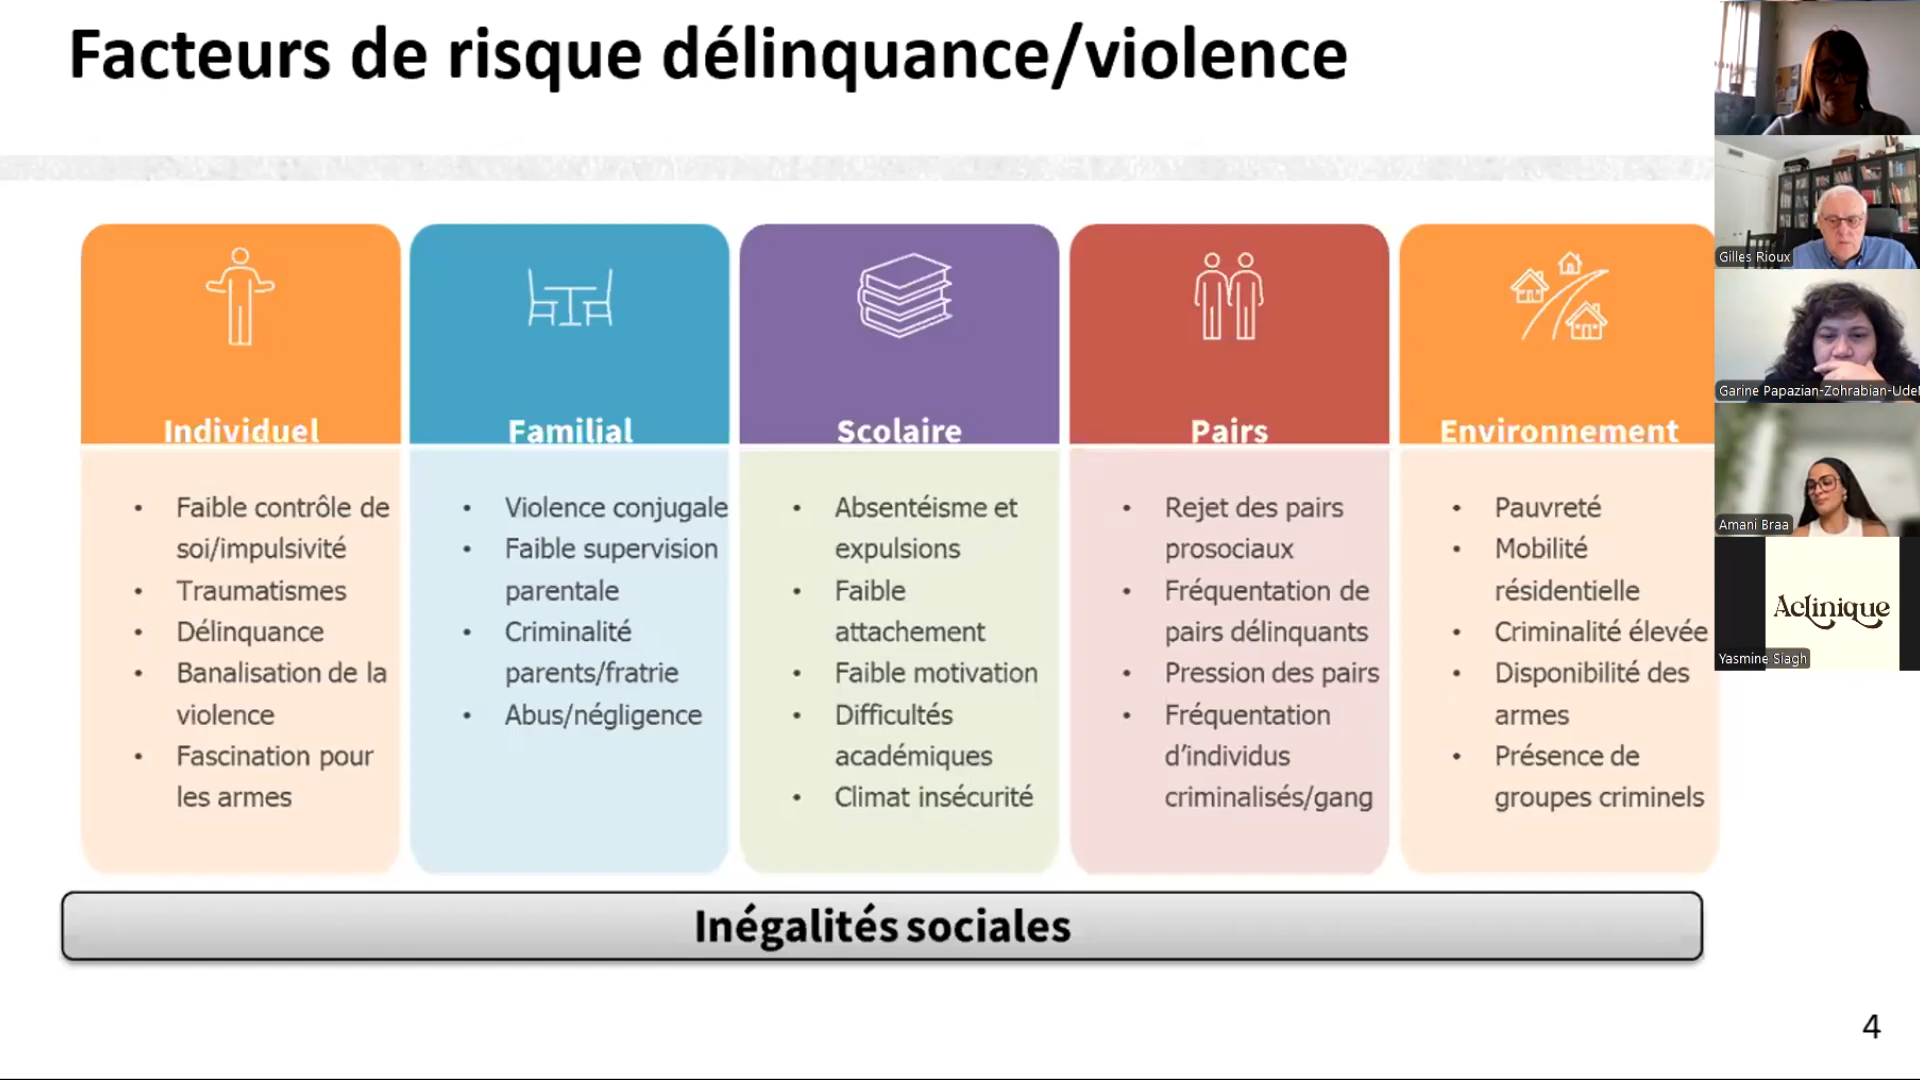 Facteurs de risque délinquance/violence
Individuel
• Faible contrôle de
soi/impulsivité
• Traumatismes
• Délinquance
• Banalisation de la
violence
• Fascination pour
les armes
Familial
• Violence conjugale
• Faible supervision
parentale
• Criminalité
parents/fratrie
• Abus/négligence
Scolaire
• Absentéisme et
expulsions
• Faible
attachement
• Faible motivation
• Difficultés
académiques
• Climat insécurité
Pairs
• Rejet des pairs
prosociaux
• Fréquentation de
pairs délinquants
• Pression des pairs
• Fréquentation
d’individus
criminalisés/gang
Environnement
• Pauvreté
• Mobilité
résidentielle
• Criminalité élevée
• Disponibilité des
armes
• Présence de
groupes criminels
Inégalités sociales
4
Gilles Rioux
Garine Papazian-Zohrabian-Ude
Amani Braa
Aclinique
Yasmine Siagh